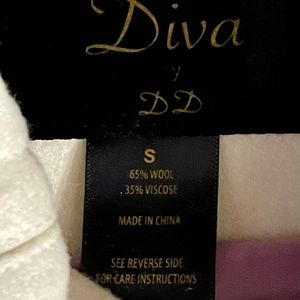 Diva
y
DD
S
65% WOOL
35% VISCOSE
MADE IN CHINA
SEE REVERSE SIDE
FOR CARE INSTRUCTIONS